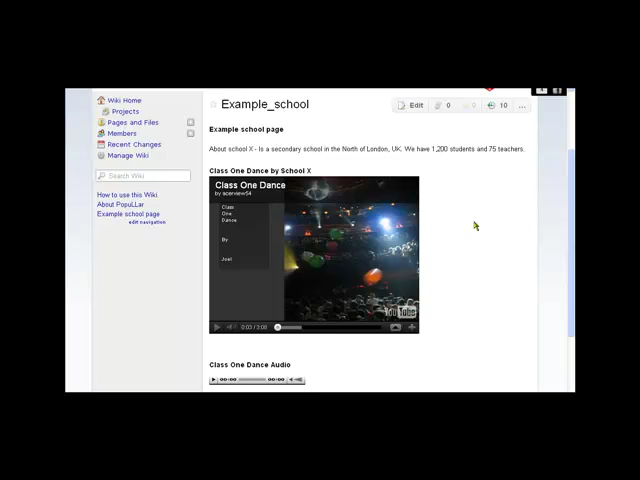 Wiki Home
Projects
Pages and Files
Members
Recent Changes
Manage Wiki
Search Wiki
How to use this Wiki.
About PopuLLar
Example school page
edit navigation
Example_school
Edit
0
0
10
...
Example school page
About school X - Is a secondary school in the North of London, UK. We have 1,200 students and 75 teachers.
Class One Dance by School X
Class One Dance
by acerview54
Class
One
Dance
By
Joel
You Tube
0:03 / 3:08
Class One Dance Audio
00:00
00:00